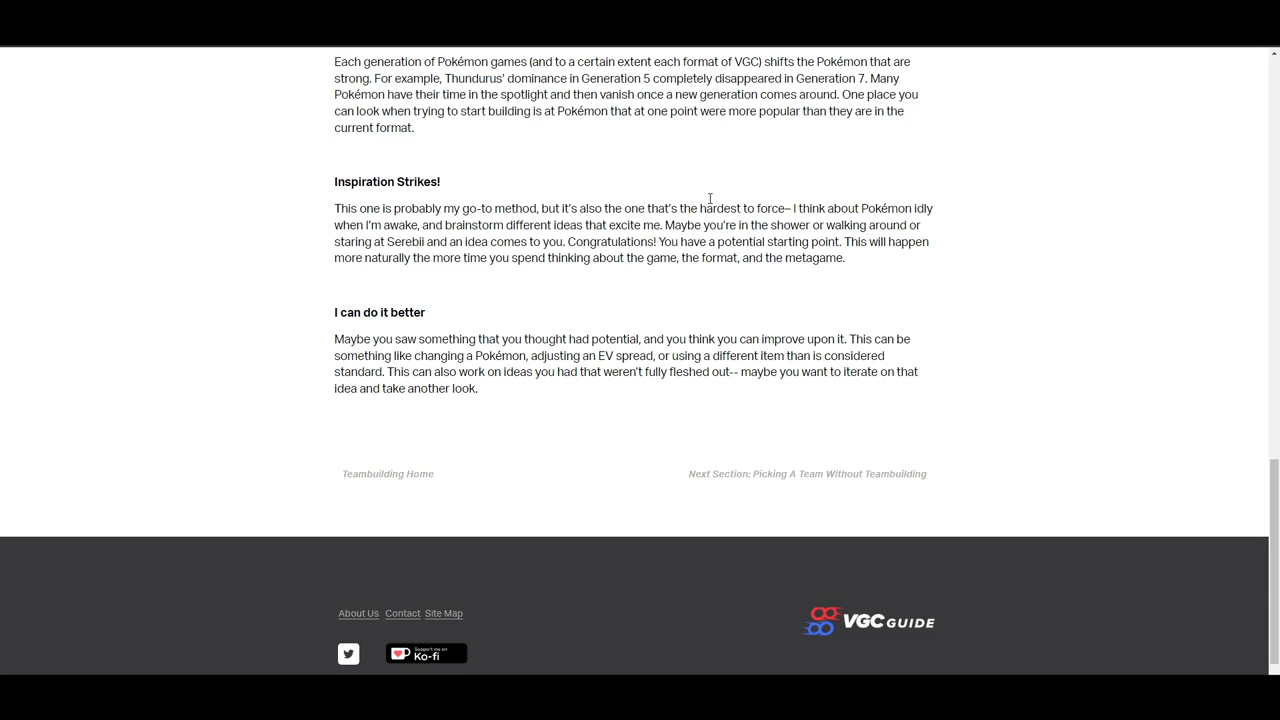 Each generation of Pokémon games (and to a certain extent each format of VGC) shifts the Pokémon that are
strong. For example, Thundurus’ dominance in Generation 5 completely disappeared in Generation 7. Many
Pokémon have their time in the spotlight and then vanish once a new generation comes around. One place you
can look when trying to start building is at Pokémon that at one point were more popular than they are in the
current format.
Inspiration Strikes!
This one is probably my go-to method, but it’s also the one that’s the hardest to force– I think about Pokémon idly
when I’m awake, and brainstorm different ideas that excite me. Maybe you’re in the shower or walking around or
staring at Serebii and an idea comes to you. Congratulations! You have a potential starting point. This will happen
more naturally the more time you spend thinking about the game, the format, and the metagame.
I can do it better
Maybe you saw something that you thought had potential, and you think you can improve upon it. This can be
something like changing a Pokémon, adjusting an EV spread, or using a different item than is considered
standard. This can also work on ideas you had that weren’t fully fleshed out-- maybe you want to iterate on that
idea and take another look.
Teambuilding Home
Next Section: Picking A Team Without Teambuilding
About Us Contact Site Map
VGC GUIDE
Support me on
Ko-fi